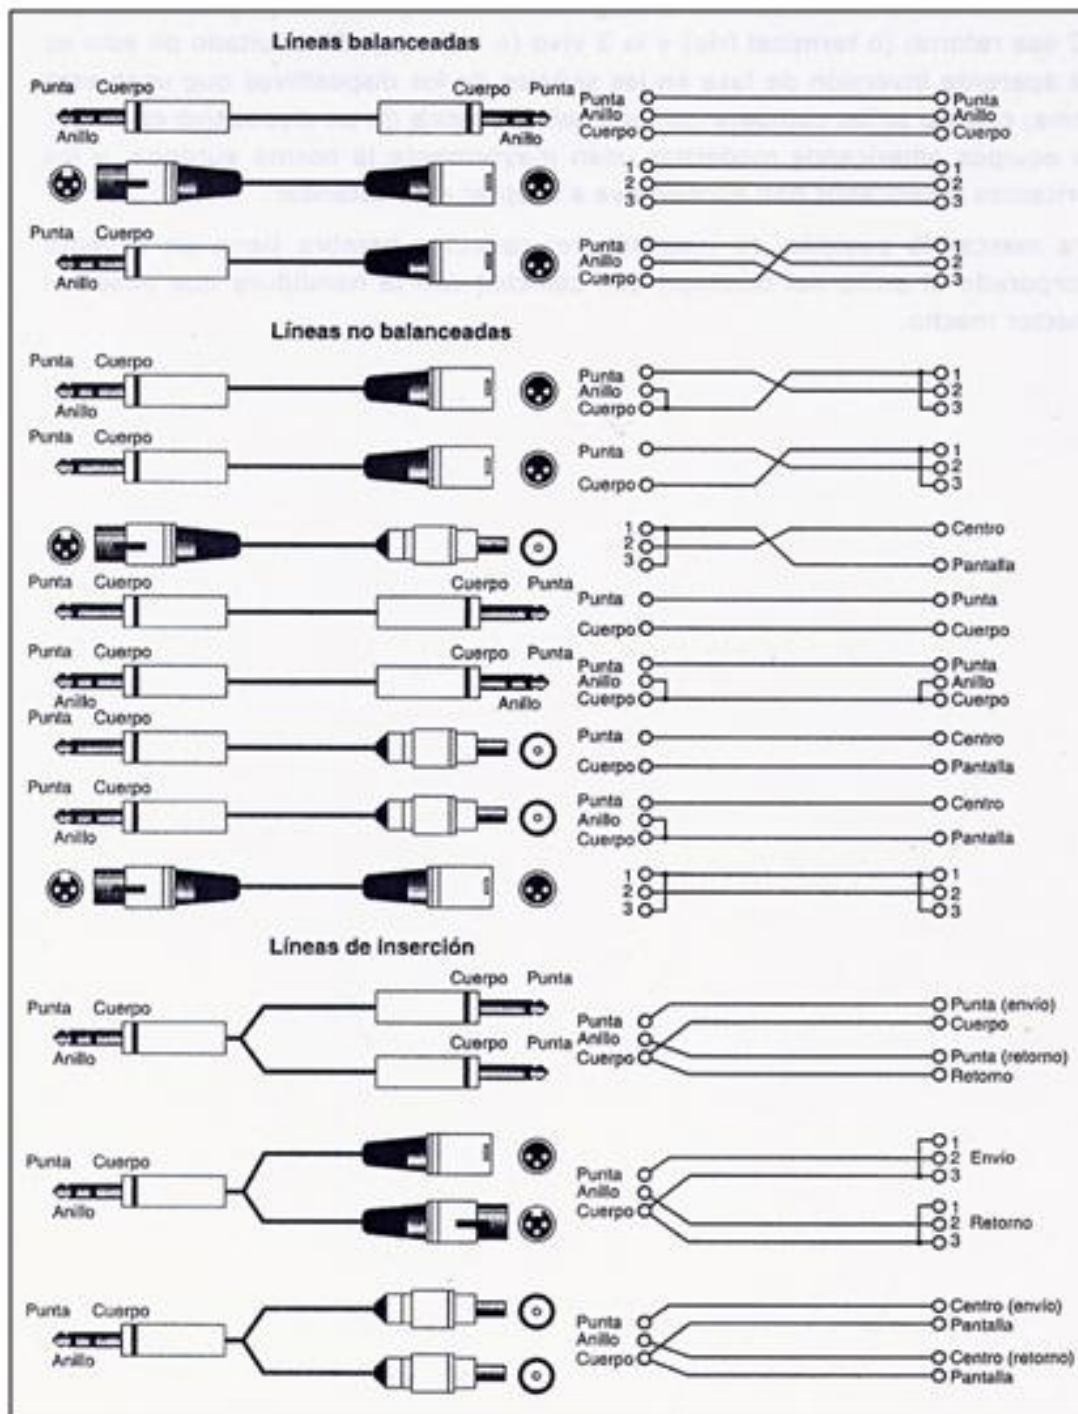 Líneas balanceadas
Punta Cuerpo Cuerpo Punta
Anillo Anillo
Punta Punta
Anillo Anillo
Cuerpo Cuerpo
1 1
2 2
3 3
Punta Cuerpo
Anillo
Punta 1
Anillo 2
Cuerpo 3
Líneas no balanceadas
Punta Cuerpo
Anillo
Punta 1
Anillo 2
Cuerpo 3
Punta Cuerpo
Punta 1
2
Cuerpo 3
1 Centro
2
3 Pantalla
Punta Cuerpo Cuerpo Punta
Punta Punta
Cuerpo Cuerpo
Punta Cuerpo Cuerpo Punta
Anillo Anillo
Punta Punta
Anillo Anillo
Cuerpo Cuerpo
Punta Cuerpo
Punta Centro
Cuerpo Pantalla
Punta Cuerpo
Anillo
Punta Centro
Anillo
Cuerpo Pantalla
1 1
2 2
3 3
Líneas de Inserción
Cuerpo Punta
Punta Cuerpo
Anillo
Cuerpo Punta
Punta Punta (envío)
Anillo Cuerpo
Cuerpo Punta (retorno)
Retorno
Punta Cuerpo
Anillo
Punta
Anillo
Cuerpo
1
2 Envío
3
1
2 Retorno
3
Punta Cuerpo
Anillo
Punta Centro (envío)
Anillo Pantalla
Cuerpo Centro (retorno)
Pantalla